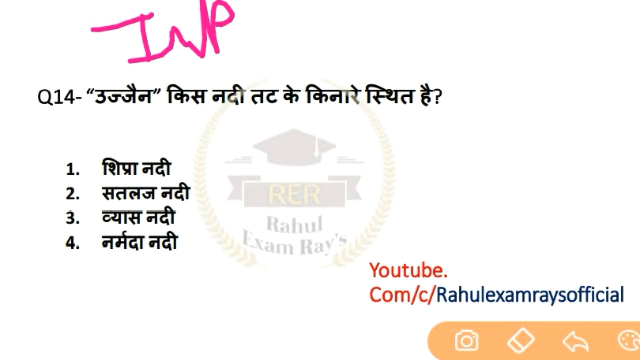 Imp
Q14- “उज्जैन” किस नदी तट के किनारे स्थित है?
1. शिप्रा नदी
2. सतलज नदी
3. व्यास नदी
4. नर्मदा नदी
RER
Rahul
Exam Ray's
Youtube.
Com/c/Rahulexamraysofficial